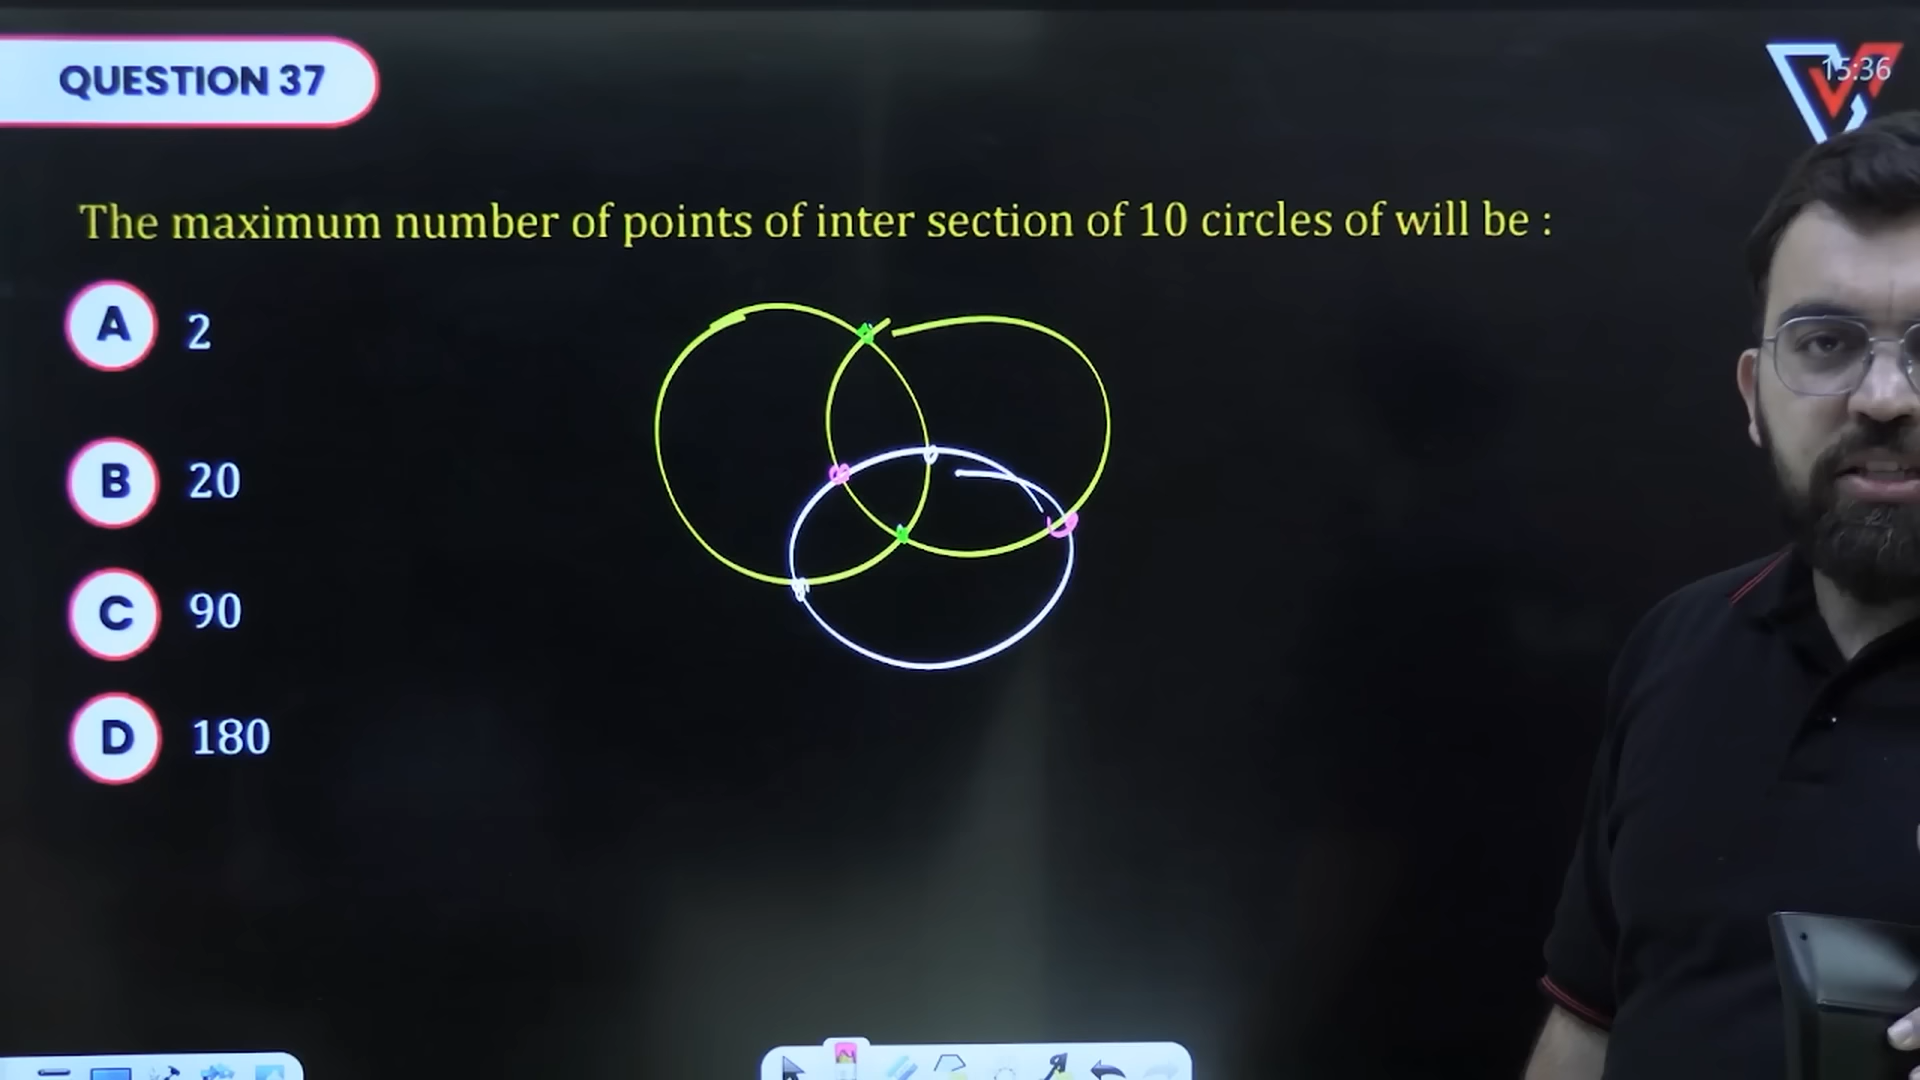 QUESTION 37
15:36
The maximum number of points of inter section of 10 circles of will be :
A 2
B 20
C 90
D 180